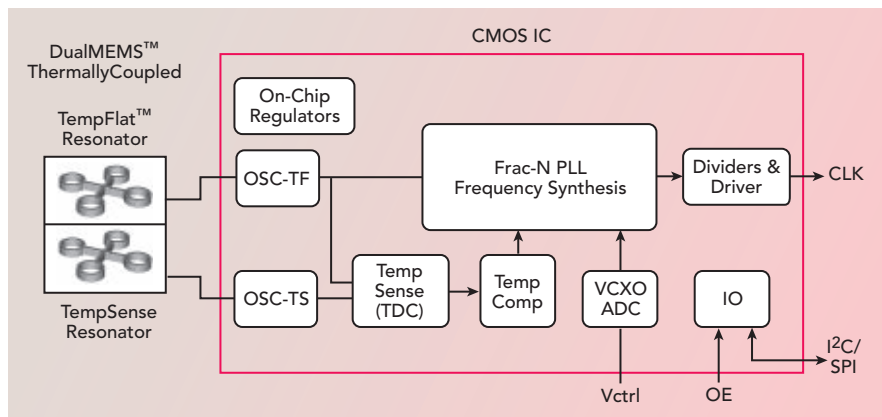 CMOS IC
DualMEMS™
ThermallyCoupled
TempFlat™
Resonator
On-Chip
Regulators
OSC-TF
Frac-N PLL
Frequency Synthesis
Dividers &
Driver
CLK
OSC-TS
Temp
Sense
(TDC)
Temp
Comp
VCXO
ADC
IO
TempSense
Resonator
I²C/
SPI
Vctrl
OE